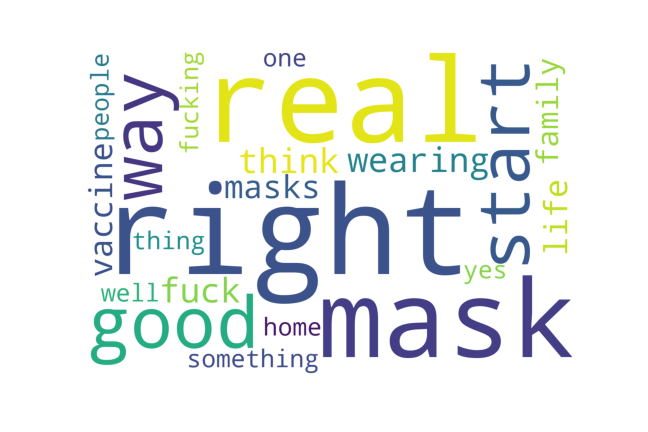 one
real
fucking
people
way
start
family
think
wearing
vaccine
masks
right
life
thing
yes
well
fuck
good
mask
home
something